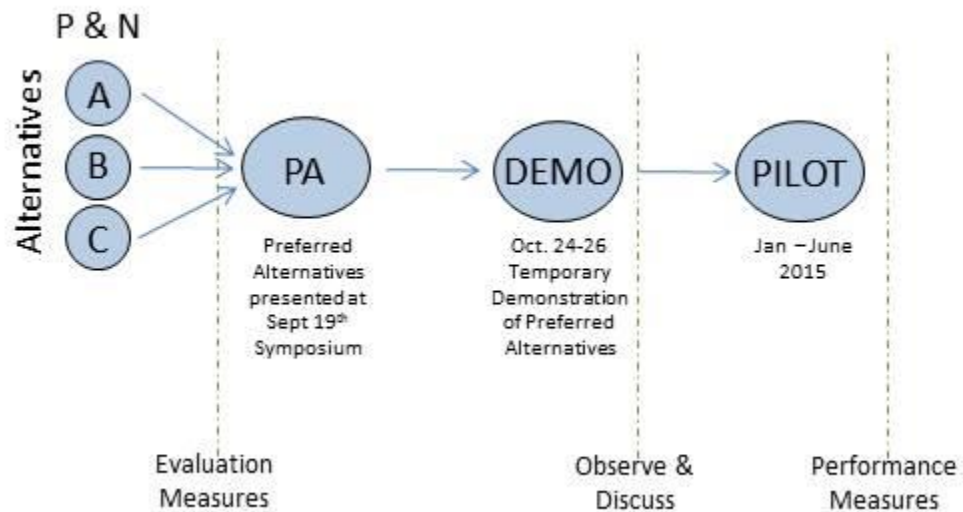 P & N
Alternatives
A
B
C
PA
Preferred
Alternatives
presented at
Sept 19th
Symposium
DEMO
Oct. 24-26
Temporary
Demonstration
of Preferred
Alternatives
PILOT
Jan –June
2015
Evaluation
Measures
Observe &
Discuss
Performance
Measures